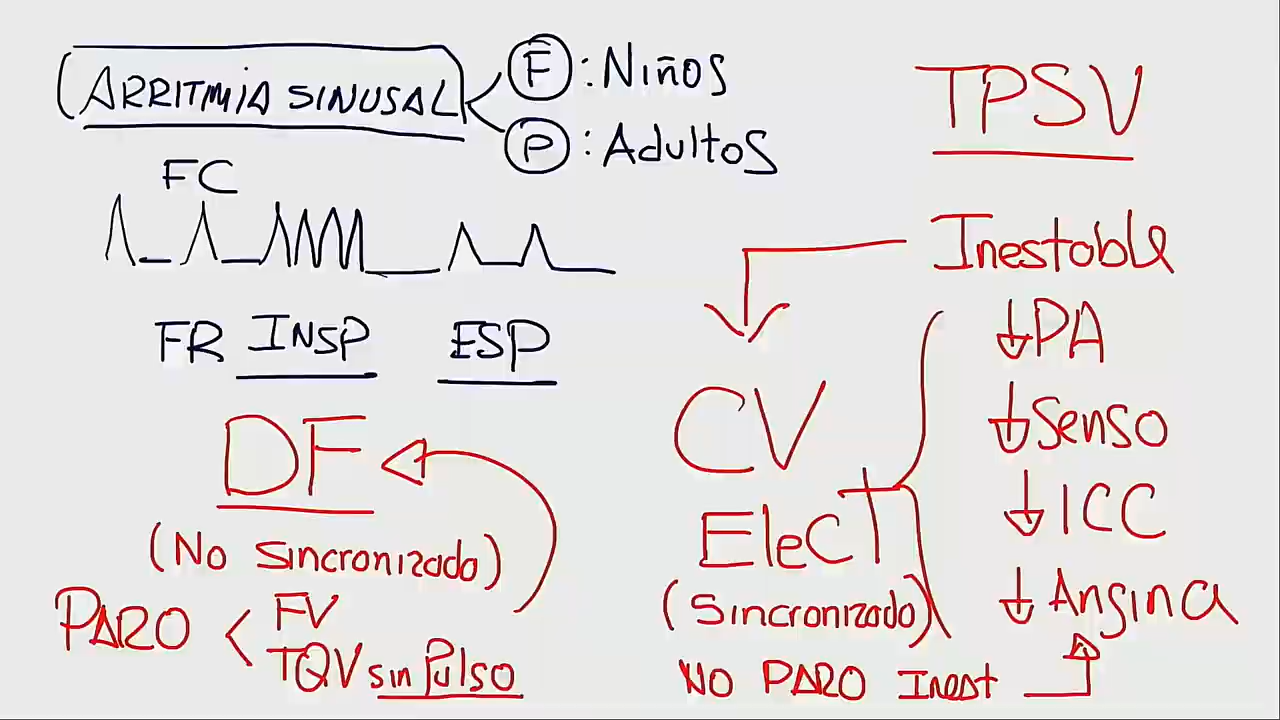 ARRITMIA SINUSAL
F : Niños
P : Adultos
FC
FR INSP ESP
DF
(No Sincronizado)
PARO < FV
TQV sin Pulso
TPSV
Inestable
↓PA
↓Senso
↓ICC
↓Angina
CV
Elect
(Sincronizado)
NO PARO Inest